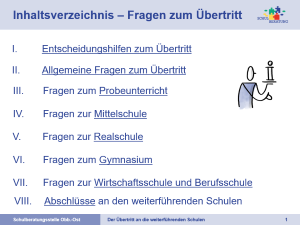 Inhaltsverzeichnis – Fragen zum Übertritt
I. Entscheidungshilfen zum Übertritt
II. Allgemeine Fragen zum Übertritt
III. Fragen zum Probeunterricht
IV. Fragen zur Mittelschule
V. Fragen zur Realschule
VI. Fragen zum Gymnasium
VII. Fragen zur Wirtschaftsschule und Berufsschule
VIII. Abschlüsse an den weiterführenden Schulen
Schulberatungsstelle Obb.-Ost Der Übertritt an die weiterführenden Schulen 1